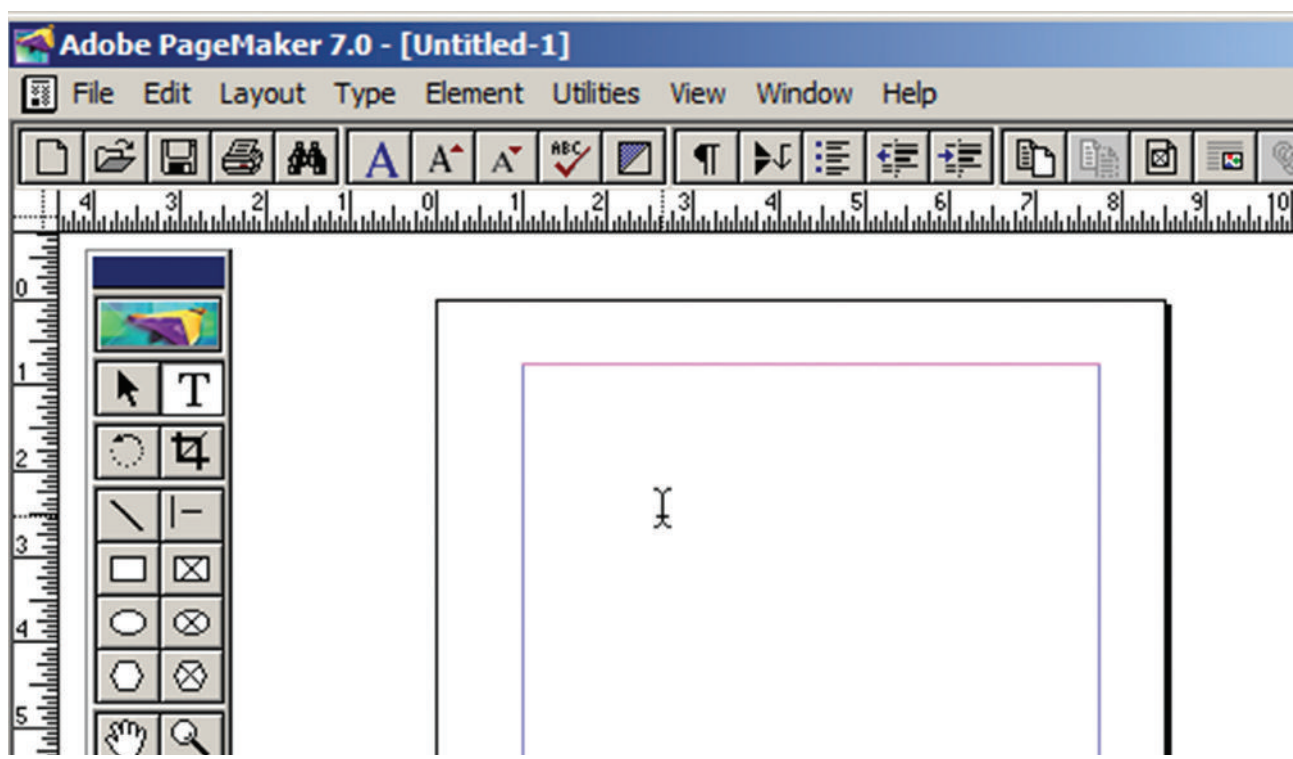 Adobe PageMaker 7.0 - [Untitled-1]
File Edit Layout Type Element Utilities View Window Help
A A A ABC ¶
4 3 2 1 0 1 2 3 4 5 6 7 8 9 10
0
1
T
2
3
4
5